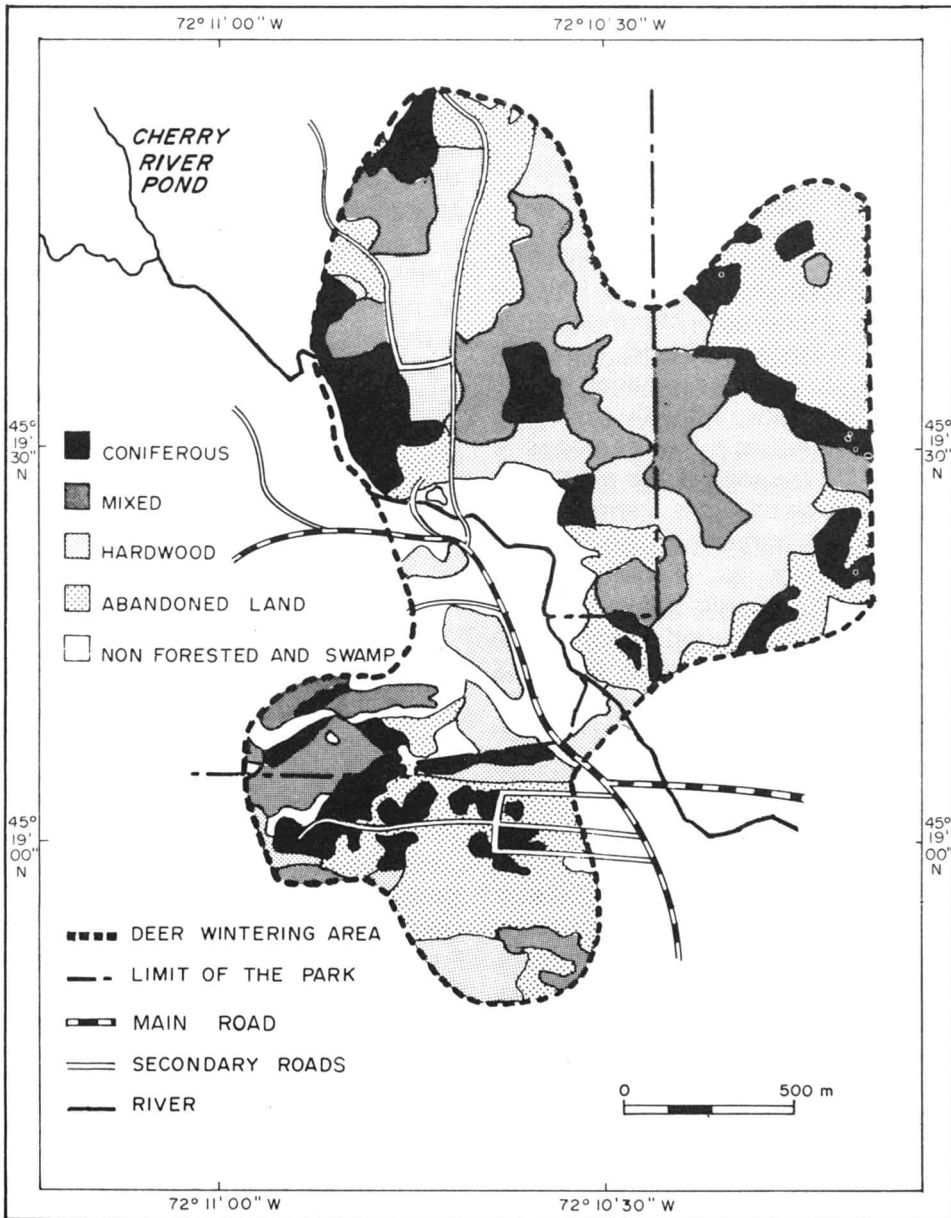 72° 11' 00" W
72° 10' 30" W
CHERRY
RIVER
POND
45°
19'
30"
N
45°
19'
30"
N
CONIFEROUS
MIXED
HARDWOOD
ABANDONED LAND
NON FORESTED AND SWAMP
45°
19'
00"
N
45°
19'
00"
N
DEER WINTERING AREA
LIMIT OF THE PARK
MAIN ROAD
SECONDARY ROADS
RIVER
0 500 m
72° 11' 00" W
72° 10' 30" W